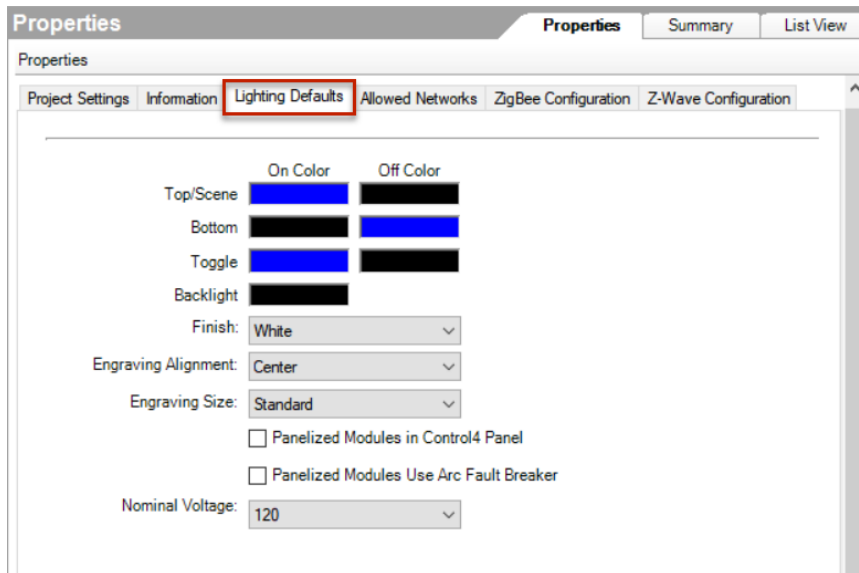 Properties
Properties Summary List View
Properties
Project Settings Information Lighting Defaults Allowed Networks ZigBee Configuration Z-Wave Configuration
On Color Off Color
Top/Scene
Bottom
Toggle
Backlight
Finish: White
Engraving Alignment: Center
Engraving Size: Standard
Panelized Modules in Control4 Panel
Panelized Modules Use Arc Fault Breaker
Nominal Voltage: 120